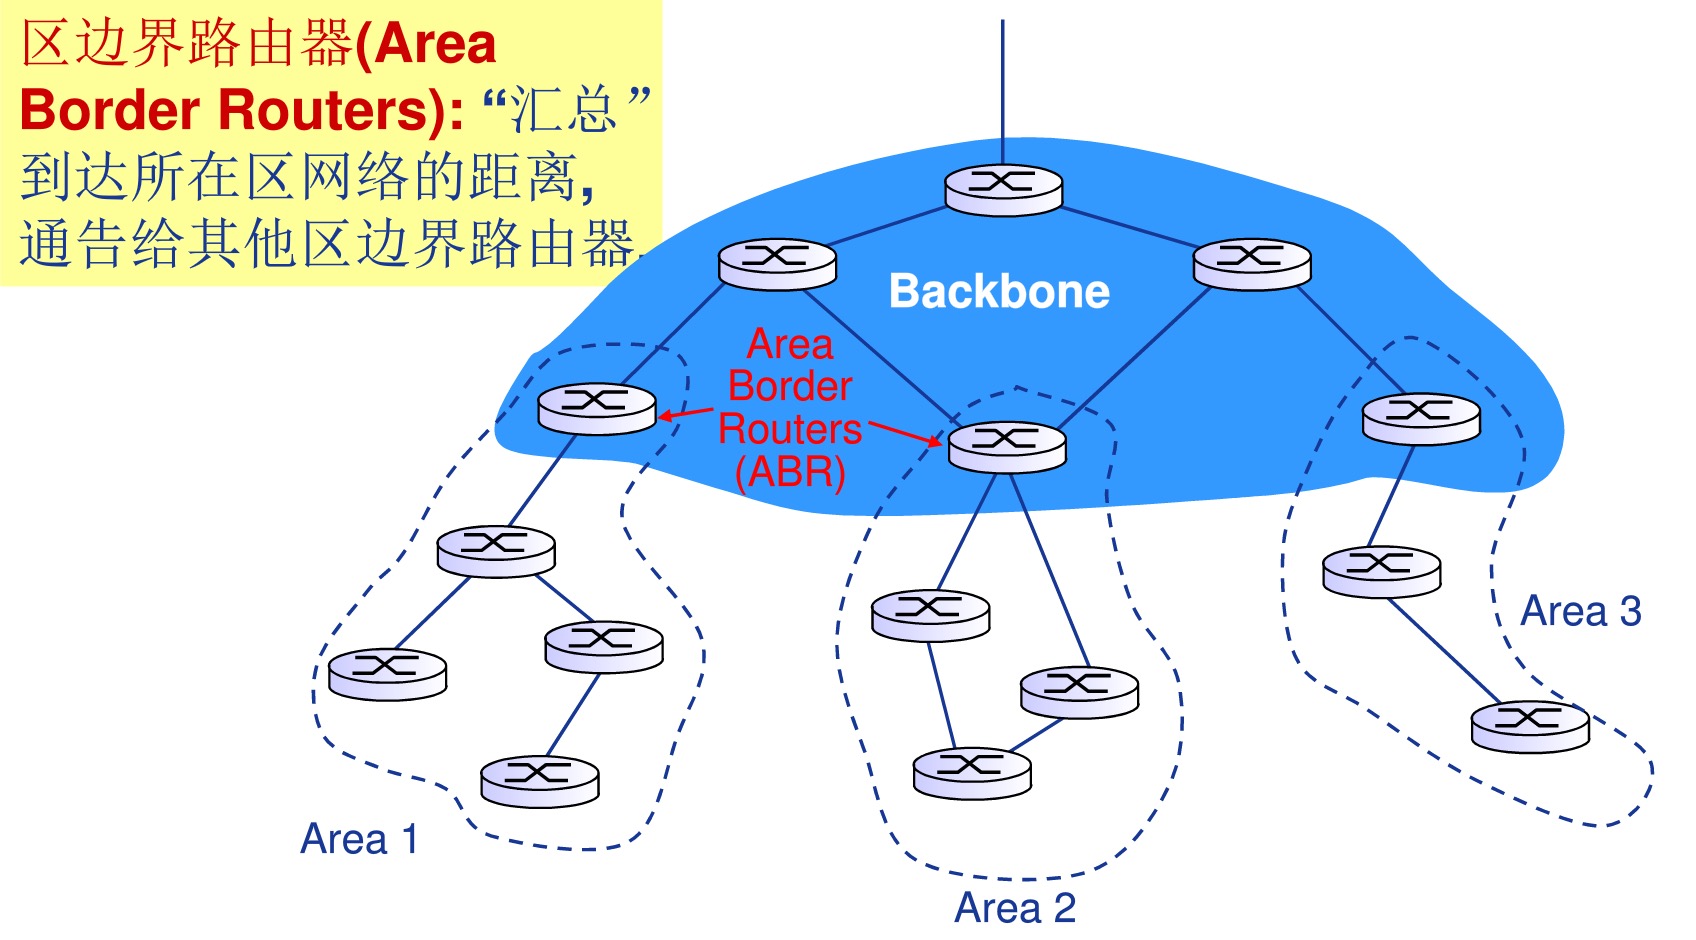 区边界路由器(Area
Border Routers): “汇总”
到达所在区网络的距离,
通告给其他区边界路由器.
Backbone
Area
Border
Routers
(ABR)
Area 3
Area 1
Area 2